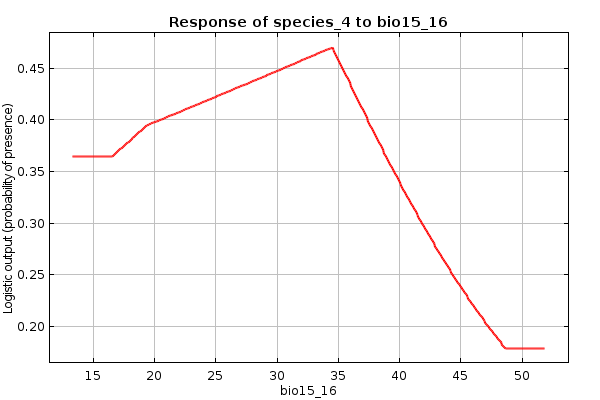 Response of species_4 to bio15_16
Logistic output (probability of presence)
0.45
0.40
0.35
0.30
0.25
0.20
15 20 25 30 35 40 45 50
bio15_16